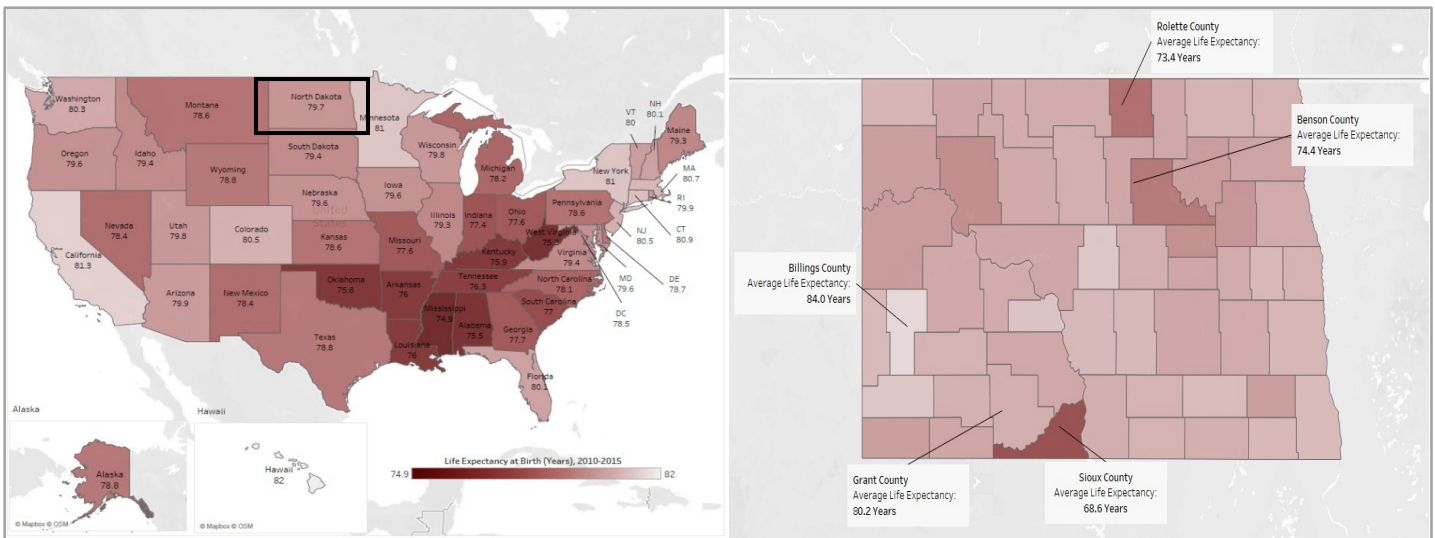 Washington
80.3
Montana
78.6
North Dakota
79.7
Minnesota
81
VT
80
NH
80.1
Maine
79.3
Oregon
79.6
Idaho
79.4
Wyoming
78.8
South Dakota
79.4
Wisconsin
79.8
Michigan
78.2
New York
81
MA
80.7
RI
79.9
CT
80.9
NJ
80.5
Nebraska
79.6
Iowa
79.6
Pennsylvania
78.6
Nevada
78.4
Utah
79.8
Colorado
80.5
United
States
Kansas
78.6
Missouri
77.6
Illinois
79.3
Indiana
77.4
Ohio
77.6
West Virginia
Virginia
79.4
Kentucky
75.9
California
81.3
MD
79.6
DE
78.7
DC
78.5
Arizona
79.9
New Mexico
78.4
Oklahoma
75.8
Arkansas
76
Tennessee
76.3
North Carolina
78.1
South Carolina
77
Mississippi
74.9
Alabama
75.5
Georgia
77.7
Texas
78.8
Louisiana
76
Florida
80.1
Alaska
Hawaii
Alaska
78.8
© Mapbox © OSM
Hawaii
82
© Mapbox © OSM
Life Expectancy at Birth (Years), 2010-2015
74.9
82
Rolette County
Average Life Expectancy:
73.4 Years
Benson County
Average Life Expectancy:
74.4 Years
Billings County
Average Life Expectancy:
84.0 Years
Grant County
Average Life Expectancy:
80.2 Years
Sioux County
Average Life Expectancy:
68.6 Years